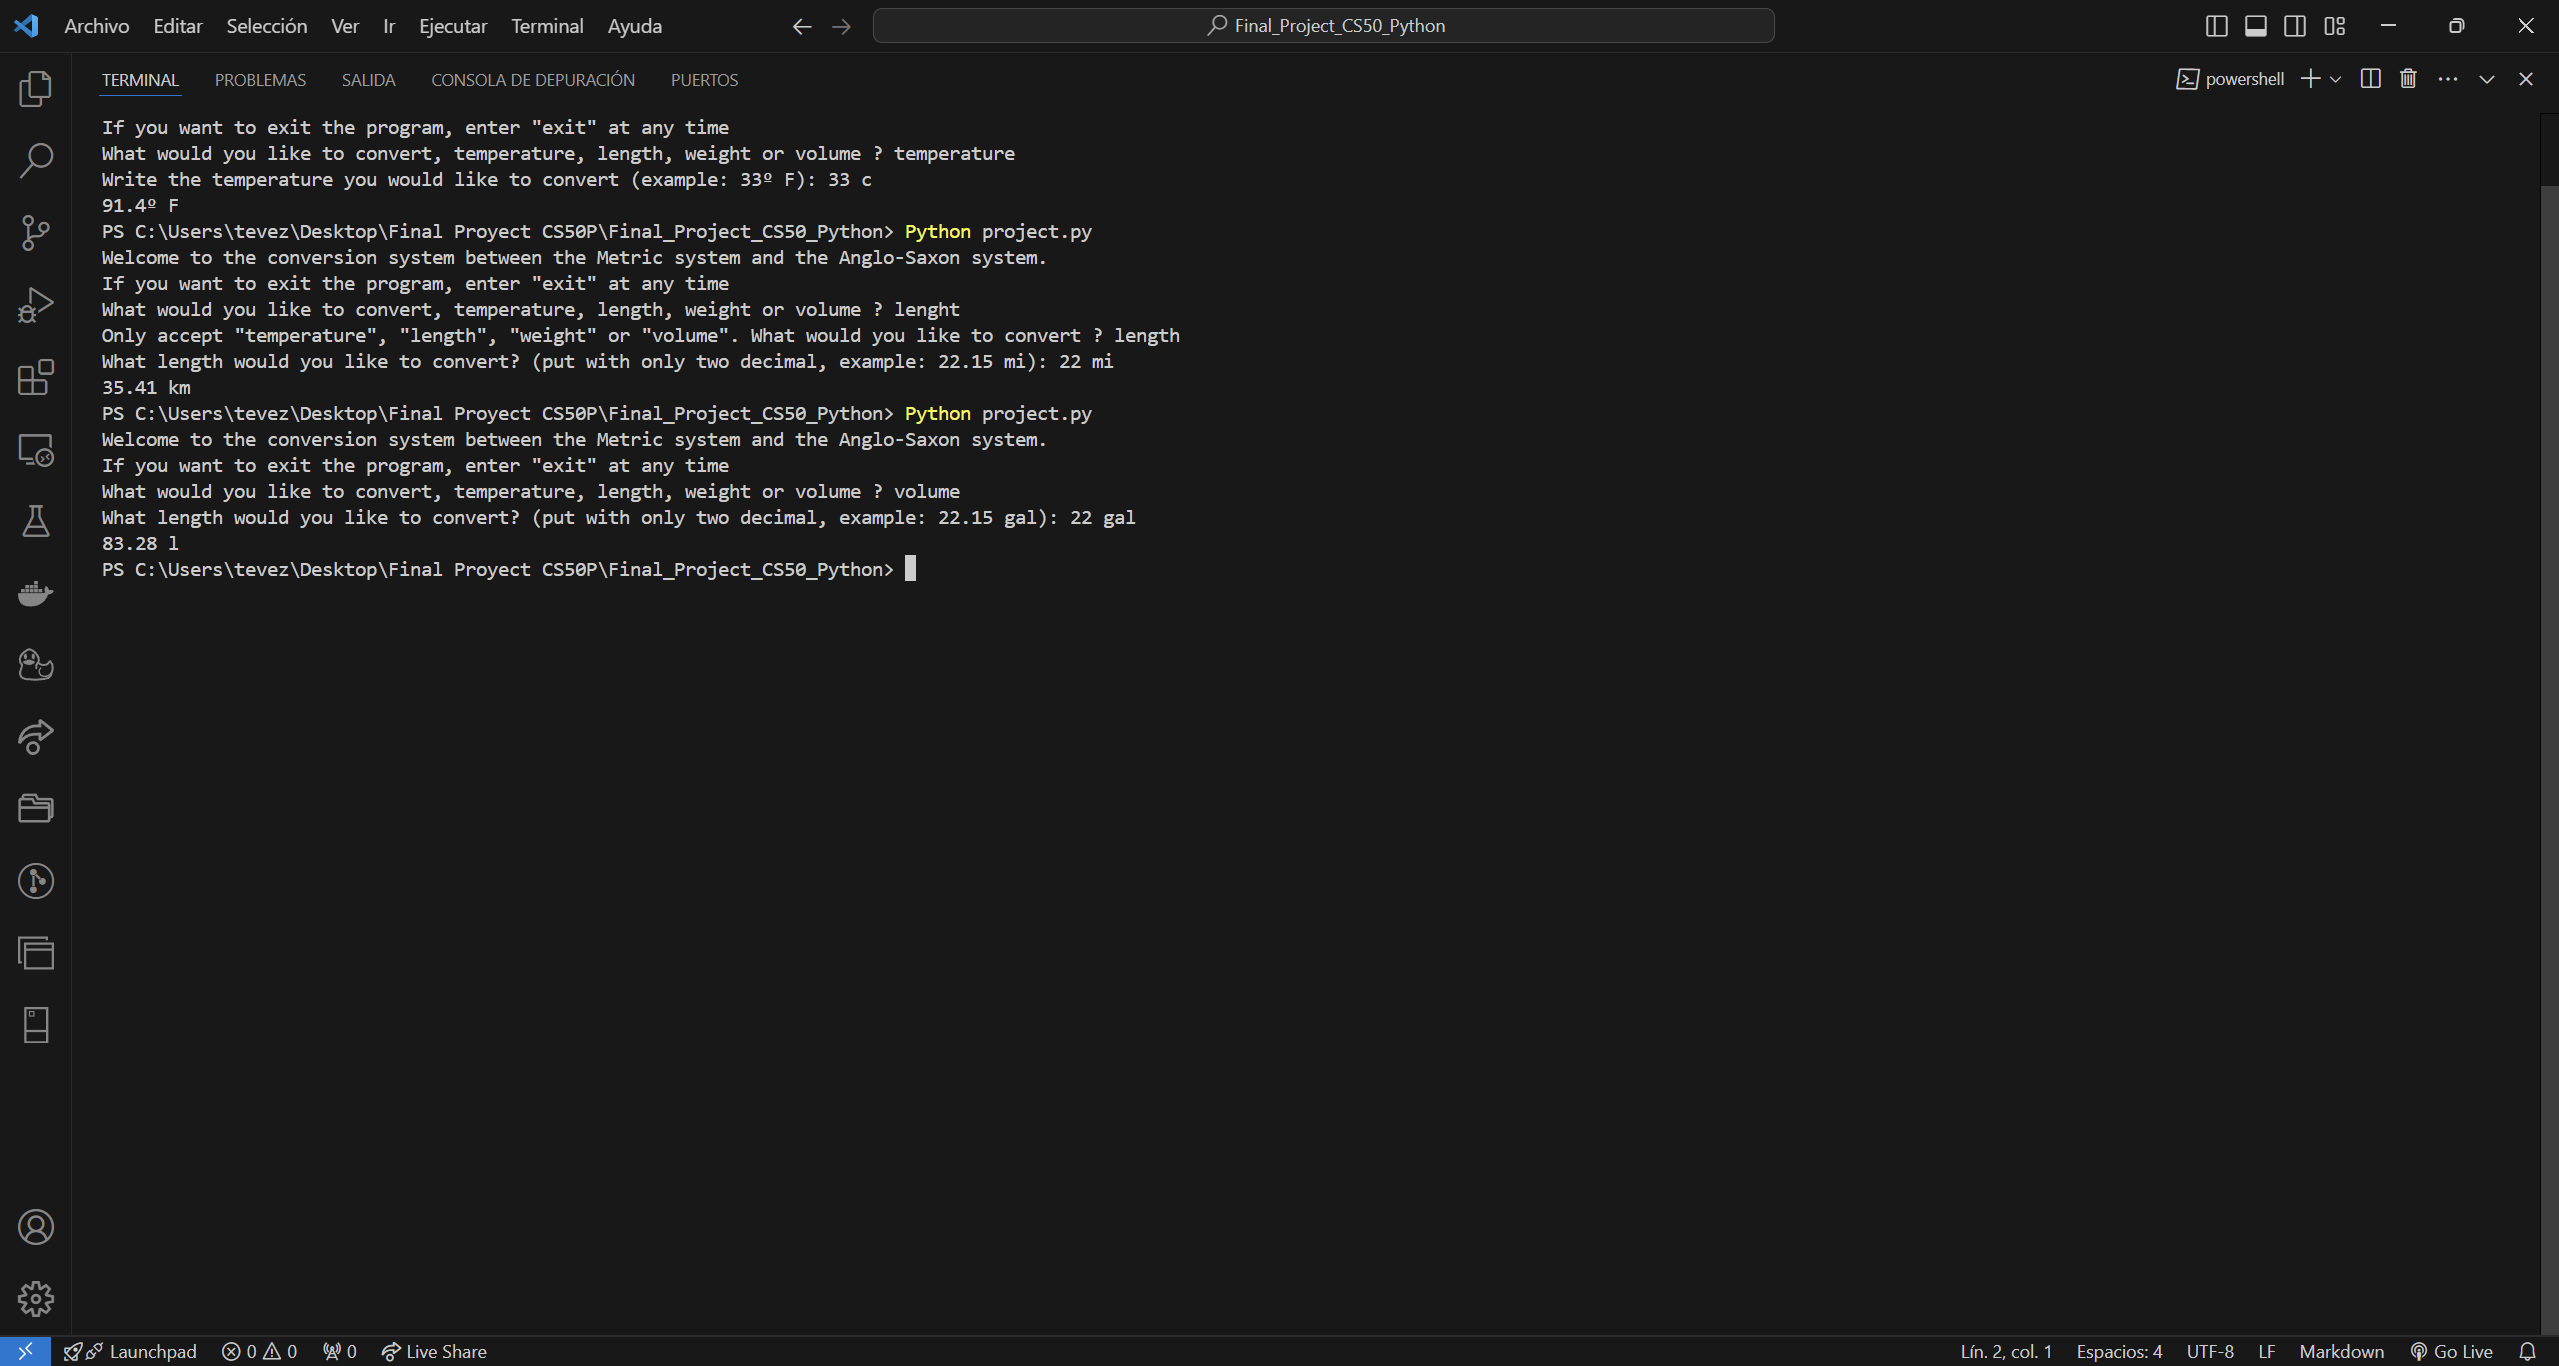 Archivo Editar Selección Ver Ir Ejecutar Terminal Ayuda Final_Project_CS50_Python
TERMINAL PROBLEMAS SALIDA CONSOLA DE DEPURACIÓN PUERTOS powershell
If you want to exit the program, enter "exit" at any time
What would you like to convert, temperature, length, weight or volume ? temperature
Write the temperature you would like to convert (example: 33º F): 33 c
91.4º F
PS C:\Users\tevez\Desktop\Final Proyect CS50P\Final_Project_CS50_Python> Python project.py
Welcome to the conversion system between the Metric system and the Anglo-Saxon system.
If you want to exit the program, enter "exit" at any time
What would you like to convert, temperature, length, weight or volume ? lenght
Only accept "temperature", "length", "weight" or "volume". What would you like to convert ? length
What length would you like to convert? (put with only two decimal, example: 22.15 mi): 22 mi
35.41 km
PS C:\Users\tevez\Desktop\Final Proyect CS50P\Final_Project_CS50_Python> Python project.py
Welcome to the conversion system between the Metric system and the Anglo-Saxon system.
If you want to exit the program, enter "exit" at any time
What would you like to convert, temperature, length, weight or volume ? volume
What length would you like to convert? (put with only two decimal, example: 22.15 gal): 22 gal
83.28 l
PS C:\Users\tevez\Desktop\Final Proyect CS50P\Final_Project_CS50_Python>
Launchpad 0 0 0 Live Share Lín. 2, col. 1 Espacios: 4 UTF-8 LF Markdown Go Live